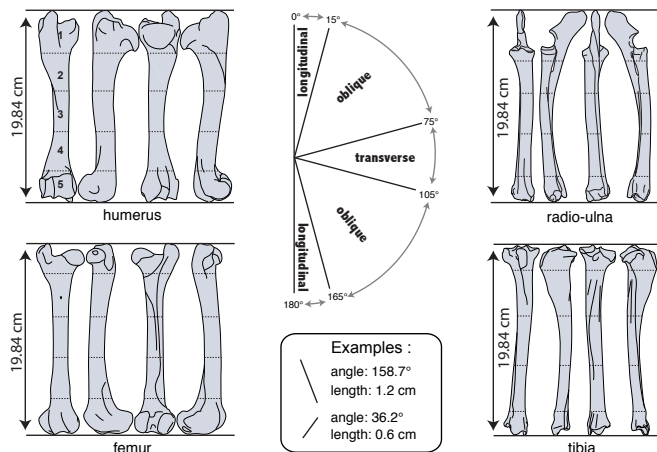 19.84 cm
1
2
3
4
5
humerus
0°
15°
longitudinal
oblique
75°
transverse
105°
oblique
longitudinal
165°
180°
19.84 cm
radio-ulna
19.84 cm
femur
Examples :
angle: 158.7°
length: 1.2 cm
angle: 36.2°
length: 0.6 cm
19.84 cm
tibia